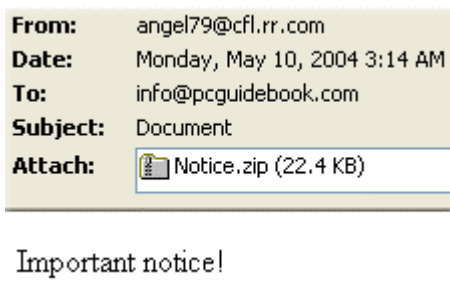 From: angel79@cfl.rr.com
Date: Monday, May 10, 2004 3:14 AM
To: info@pcguidebook.com
Subject: Document
Attach: Notice.zip (22.4 KB)
Important notice!